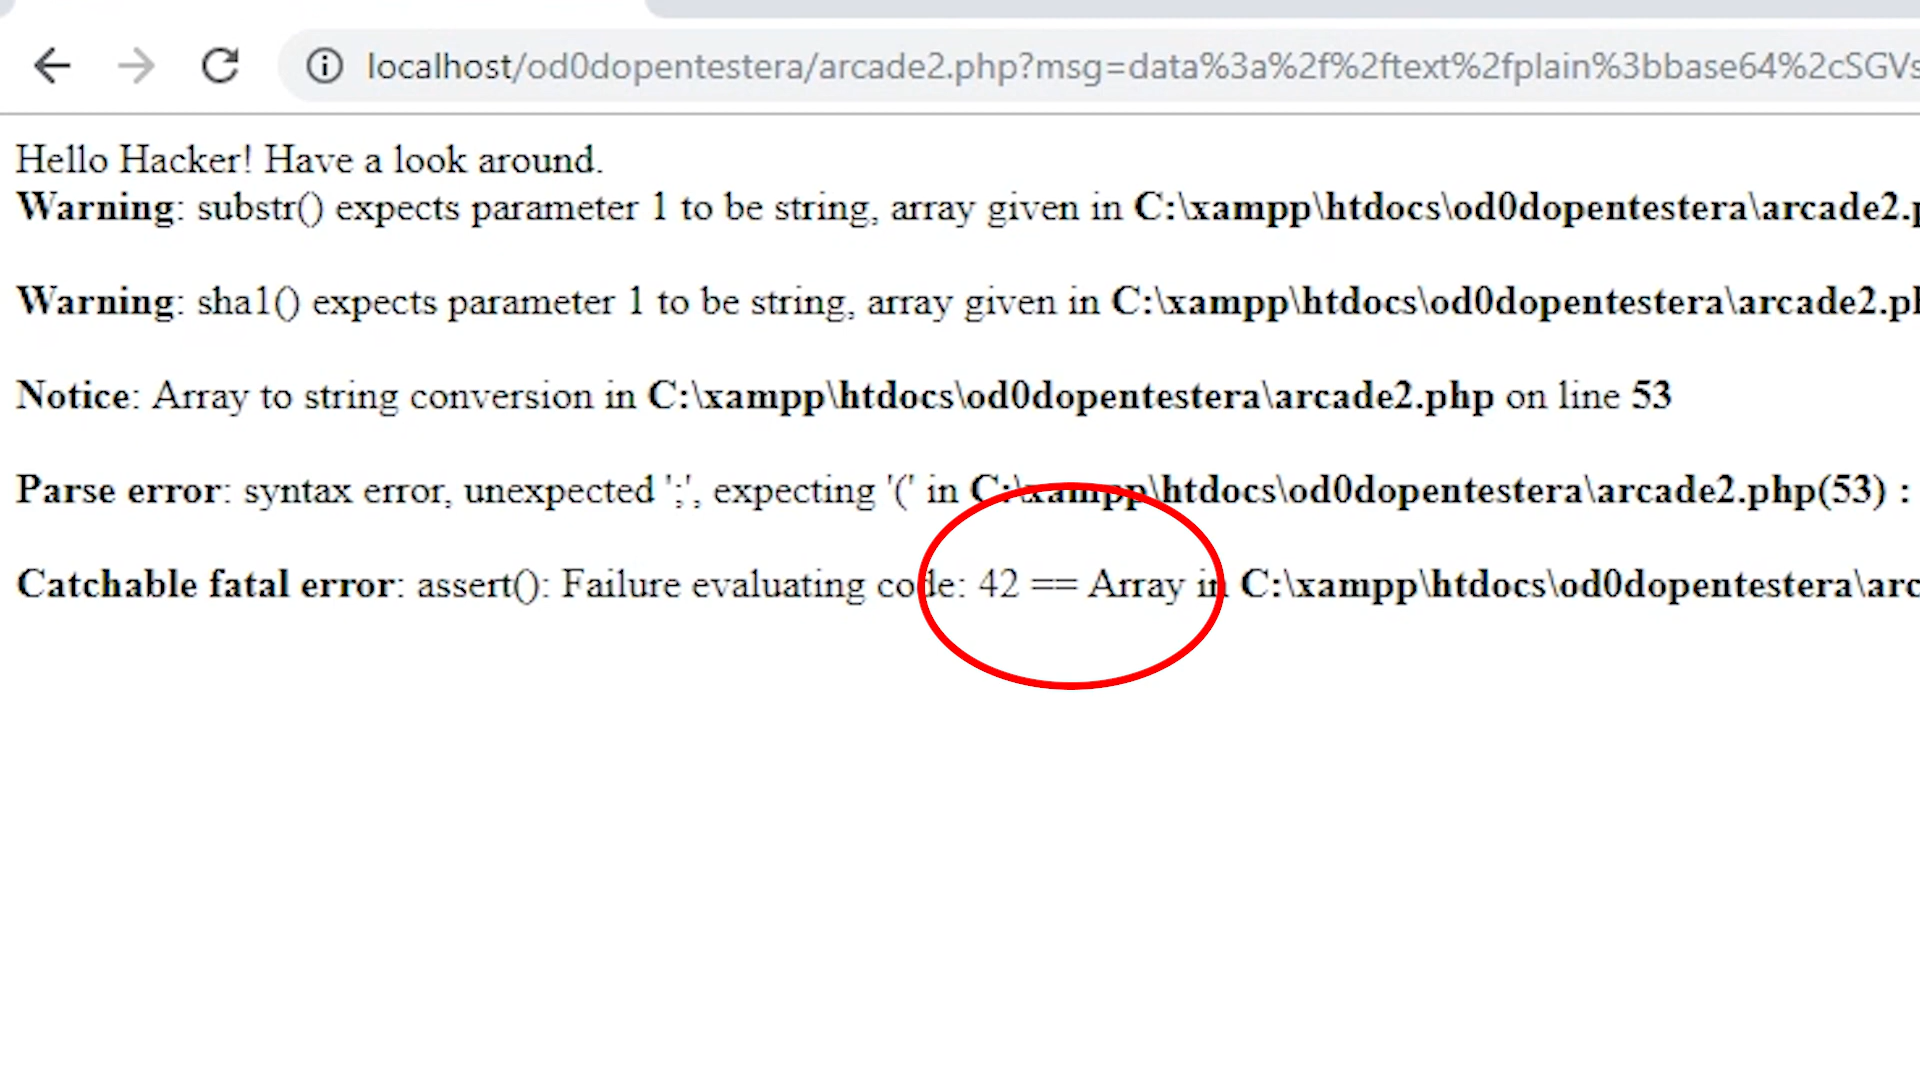 localhost/od0dopentestera/arcade2.php?msg=data%3a%2f%2ftext%2fplain%3bbase64%2cSGVs
Hello Hacker! Have a look around.
Warning: substr() expects parameter 1 to be string, array given in C:\xampp\htdocs\od0dopentestera\arcade2.p
Warning: sha1() expects parameter 1 to be string, array given in C:\xampp\htdocs\od0dopentestera\arcade2.ph
Notice: Array to string conversion in C:\xampp\htdocs\od0dopentestera\arcade2.php on line 53
Parse error: syntax error, unexpected ';', expecting '(' in C:\xampp\htdocs\od0dopentestera\arcade2.php(53) :
Catchable fatal error: assert(): Failure evaluating code: 42 == Array in C:\xampp\htdocs\od0dopentestera\arc